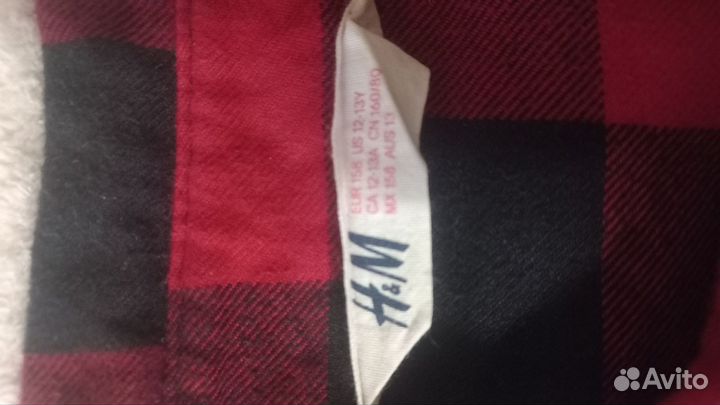 H&M
EUR 158 US 12-13Y
CA 12-13A CN 160/80
MX 158 AUS 13
Avito